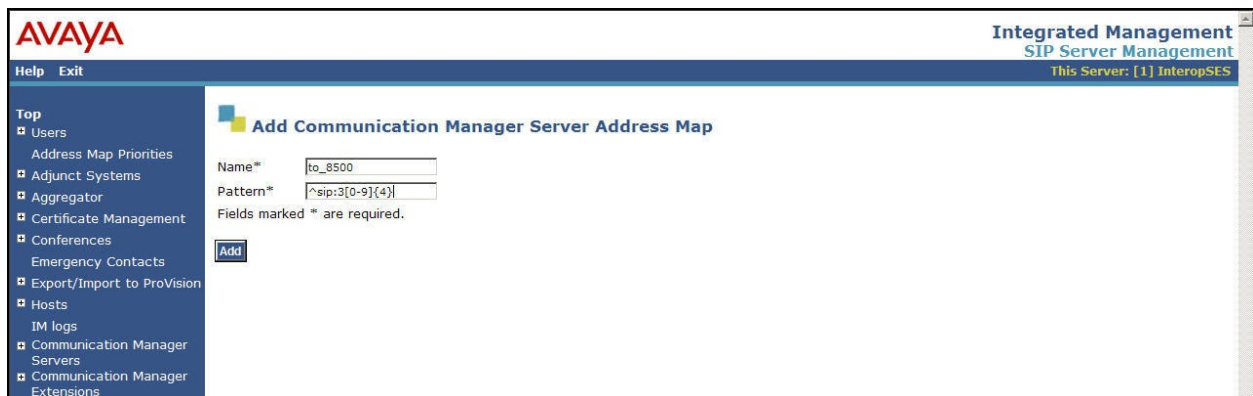 AVAYA
Integrated Management
SIP Server Management
Help Exit
This Server: [1] InteropSES
Top
Users
Address Map Priorities
Adjunct Systems
Aggregator
Certificate Management
Conferences
Emergency Contacts
Export/Import to ProVision
Hosts
IM logs
Communication Manager
Servers
Communication Manager
Extensions
Add Communication Manager Server Address Map
Name* to_8500
Pattern* ^sip:3[0-9]{4}
Fields marked * are required.
Add